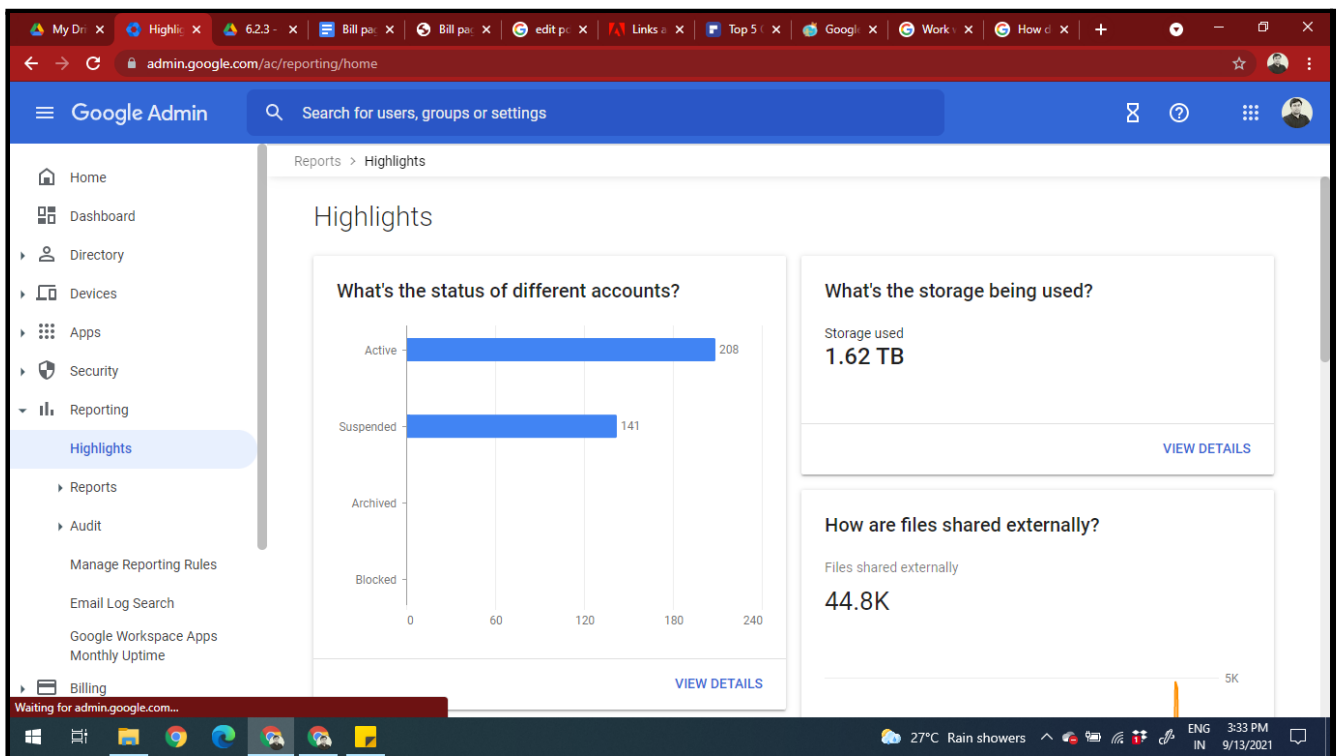 My Dri
Highlig
6.2.3 -
Bill pag
Bill pag
edit pd
Links a
Top 5
Google
Work
How d
admin.google.com/ac/reporting/home
Google Admin
Search for users, groups or settings
Reports > Highlights
Home
Dashboard
Directory
Devices
Apps
Security
Reporting
Highlights
Reports
Audit
Manage Reporting Rules
Email Log Search
Google Workspace Apps
Monthly Uptime
Billing
Waiting for admin.google.com...
Highlights
What's the status of different accounts?
Active
208
Suspended
141
Archived
Blocked
0 60 120 180 240
VIEW DETAILS
What's the storage being used?
Storage used
1.62 TB
VIEW DETAILS
How are files shared externally?
Files shared externally
44.8K
5K
27°C Rain showers
ENG
IN
3:33 PM
9/13/2021